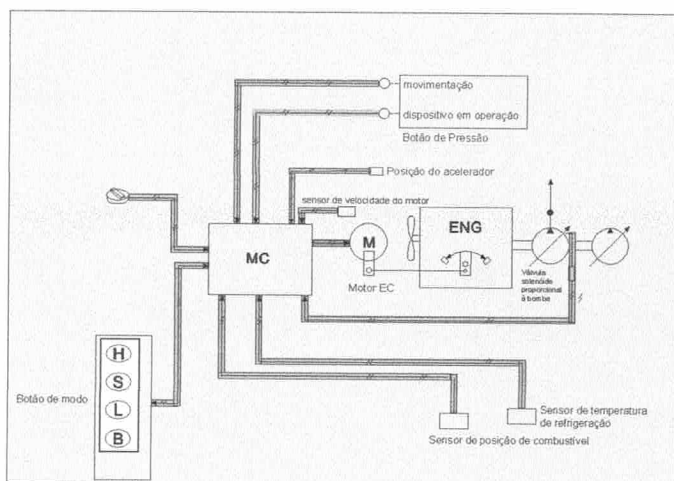 movimentação
dispositivo em operação
Botão de Pressão
Posição do acelerador
sensor de velocidade do motor
MC
M
ENG
Motor EC
Válvula
solenóide
proporcional
à bomba
H
S
L
B
Botão de modo
Sensor de temperatura
de refrigeração
Sensor de posição de combustível